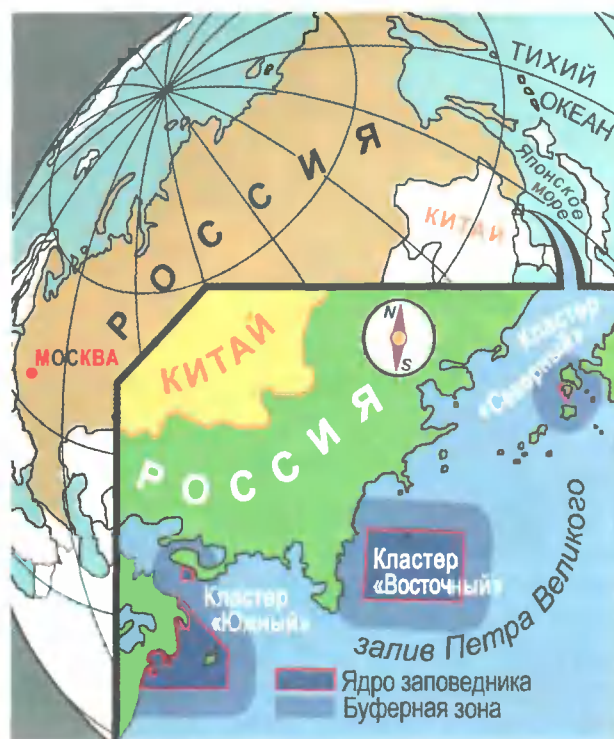 ТИХИЙ
ОКЕАН
Японское
море
РОССИЯ
КИТАЙ
МОСКВА
КИТАЙ
N
S
РОССИЯ
Кластер
«Северный»
Кластер
«Восточный»
Кластер
«Южный»
залив Петра Великого
Ядро заповедника
Буферная зона